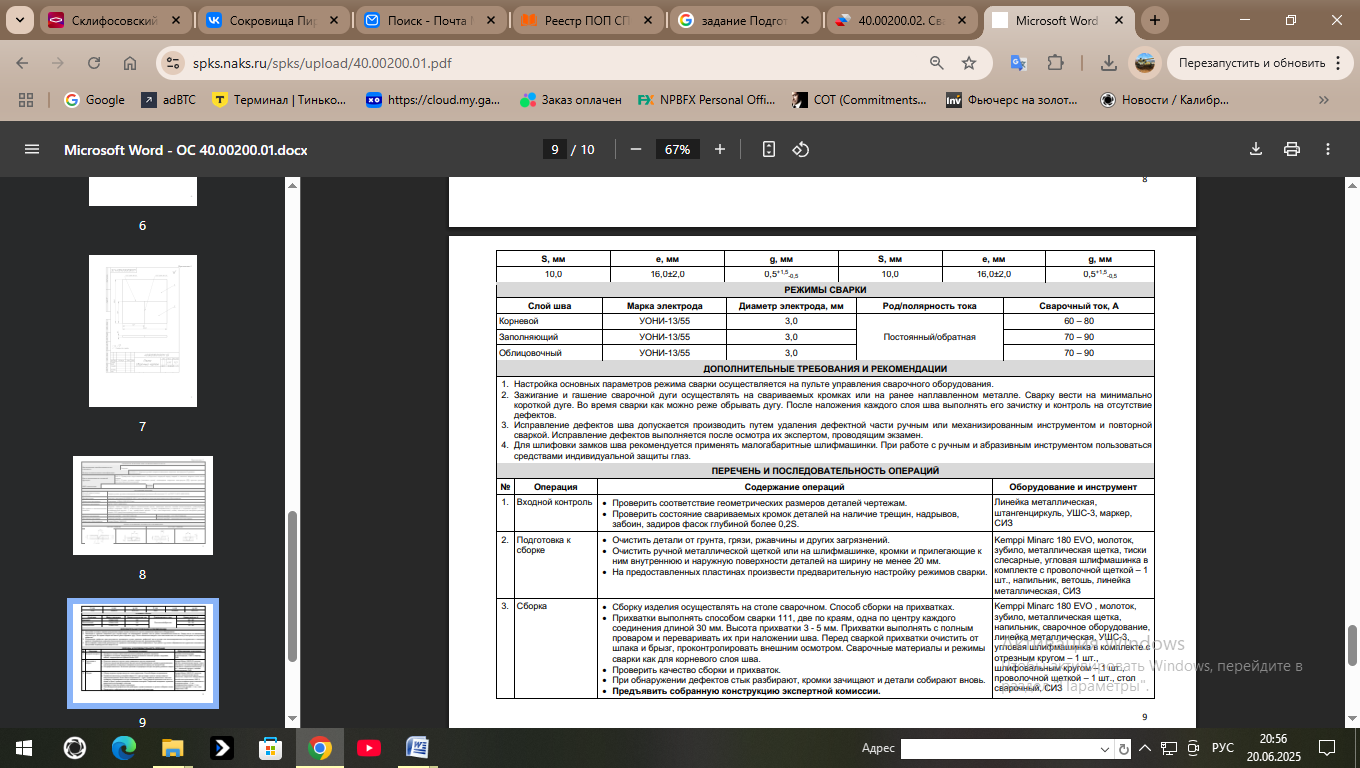 Склифосовский
Сокровища Пир
Поиск - Почта
Реестр ПОП СП
задание Подгот
40.00200.02. Сва
Microsoft Word
spks.naks.ru/spks/upload/40.00200.01.pdf
Перезапустить и обновить
Google
adBTC
Терминал | Тинько...
https://cloud.my.ga...
Заказ оплачен
NPBFX Personal Offi...
COT (Commitments...
Фьючерс на золот...
Новости / Калибр...
Microsoft Word - ОС 40.00200.01.docx
9 / 10
67%
6
7
8
9
8
S, мм e, мм g, мм S, мм e, мм g, мм
10,0 16,0±2,0 0,5+1,5-0,5 10,0 16,0±2,0 0,5+1,5-0,5
РЕЖИМЫ СВАРКИ
Слой шва Марка электрода Диаметр электрода, мм Род/полярность тока Сварочный ток, А
Корневой УОНИ-13/55 3,0 60 – 80
Заполняющий УОНИ-13/55 3,0 Постоянный/обратная 70 – 90
Облицовочный УОНИ-13/55 3,0 70 – 90
ДОПОЛНИТЕЛЬНЫЕ ТРЕБОВАНИЯ И РЕКОМЕНДАЦИИ
1. Настройка основных параметров режима сварки осуществляется на пульте управления сварочного оборудования.
2. Зажигание и гашение сварочной дуги осуществлять на свариваемых кромках или на ранее наплавленном металле. Сварку вести на минимально
короткой дуге. Во время сварки как можно реже обрывать дугу. После наложения каждого слоя шва выполнять его зачистку и контроль на отсутствие
дефектов.
3. Исправление дефектов шва допускается производить путем удаления дефектной части ручным или механизированным инструментом и повторной
сваркой. Исправление дефектов выполняется после осмотра их экспертом, проводящим экзамен.
4. Для шлифовки замков шва рекомендуется применять малогабаритные шлифмашинки. При работе с ручным и абразивным инструментом пользоваться
средствами индивидуальной защиты глаз.
ПЕРЕЧЕНЬ И ПОСЛЕДОВАТЕЛЬНОСТЬ ОПЕРАЦИЙ
№ Операция Содержание операций Оборудование и инструмент
1. Входной контроль
• Проверить соответствие геометрических размеров деталей чертежам.
• Проверить состояние свариваемых кромок деталей на наличие трещин, надрывов,
забоин, задиров фасок глубиной более 0,2S.
Линейка металлическая,
штангенциркуль, УШС-3, маркер,
СИЗ
2. Подготовка к
сборке
• Очистить детали от грунта, грязи, ржавчины и других загрязнений.
• Очистить ручной металлической щеткой или на шлифмашинке, кромки и прилегающие к
ним внутреннюю и наружную поверхности деталей на ширину не менее 20 мм.
• На предоставленных пластинах произвести предварительную настройку режимов сварки.
Kemppi Minarc 180 EVO, молоток,
зубило, металлическая щетка, тиски
слесарные, угловая шлифмашинка в
комплекте с проволочной щеткой – 1
шт., напильник, ветошь, линейка
металлическая, СИЗ
3. Сборка
• Сборку изделия осуществлять на столе сварочном. Способ сборки на прихватках.
• Прихватки выполнять способом сварки 111, две по краям, одна по центру каждого
соединения длиной 30 мм. Высота прихватки 3 - 5 мм. Прихватки выполнять с полным
проваром и переваривать их при наложении шва. Перед сваркой прихватки очистить от
шлака и брызг, проконтролировать внешним осмотром. Сварочные материалы и режимы
сварки как для корневого слоя шва.
• Проверить качество сборки и прихваток.
• При обнаружении дефектов стык разбирают, кромки зачищают и детали собирают вновь.
• Предъявить собранную конструкцию экспертной комиссии.
Kemppi Minarc 180 EVO , молоток,
зубило, металлическая щетка,
напильник, сварочное оборудование,
линейка металлическая, УШС-3,
угловая шлифмашинка в комплекте с
отрезным кругом – 1 шт.,
шлифовальным кругом – 1 шт.,
проволочной щеткой – 1 шт., стол
сварочный, СИЗ
Активация Windows
Чтобы активировать Windows, перейдите в
раздел "Параметры".
9
Адрес
РУС
20:56
20.06.2025